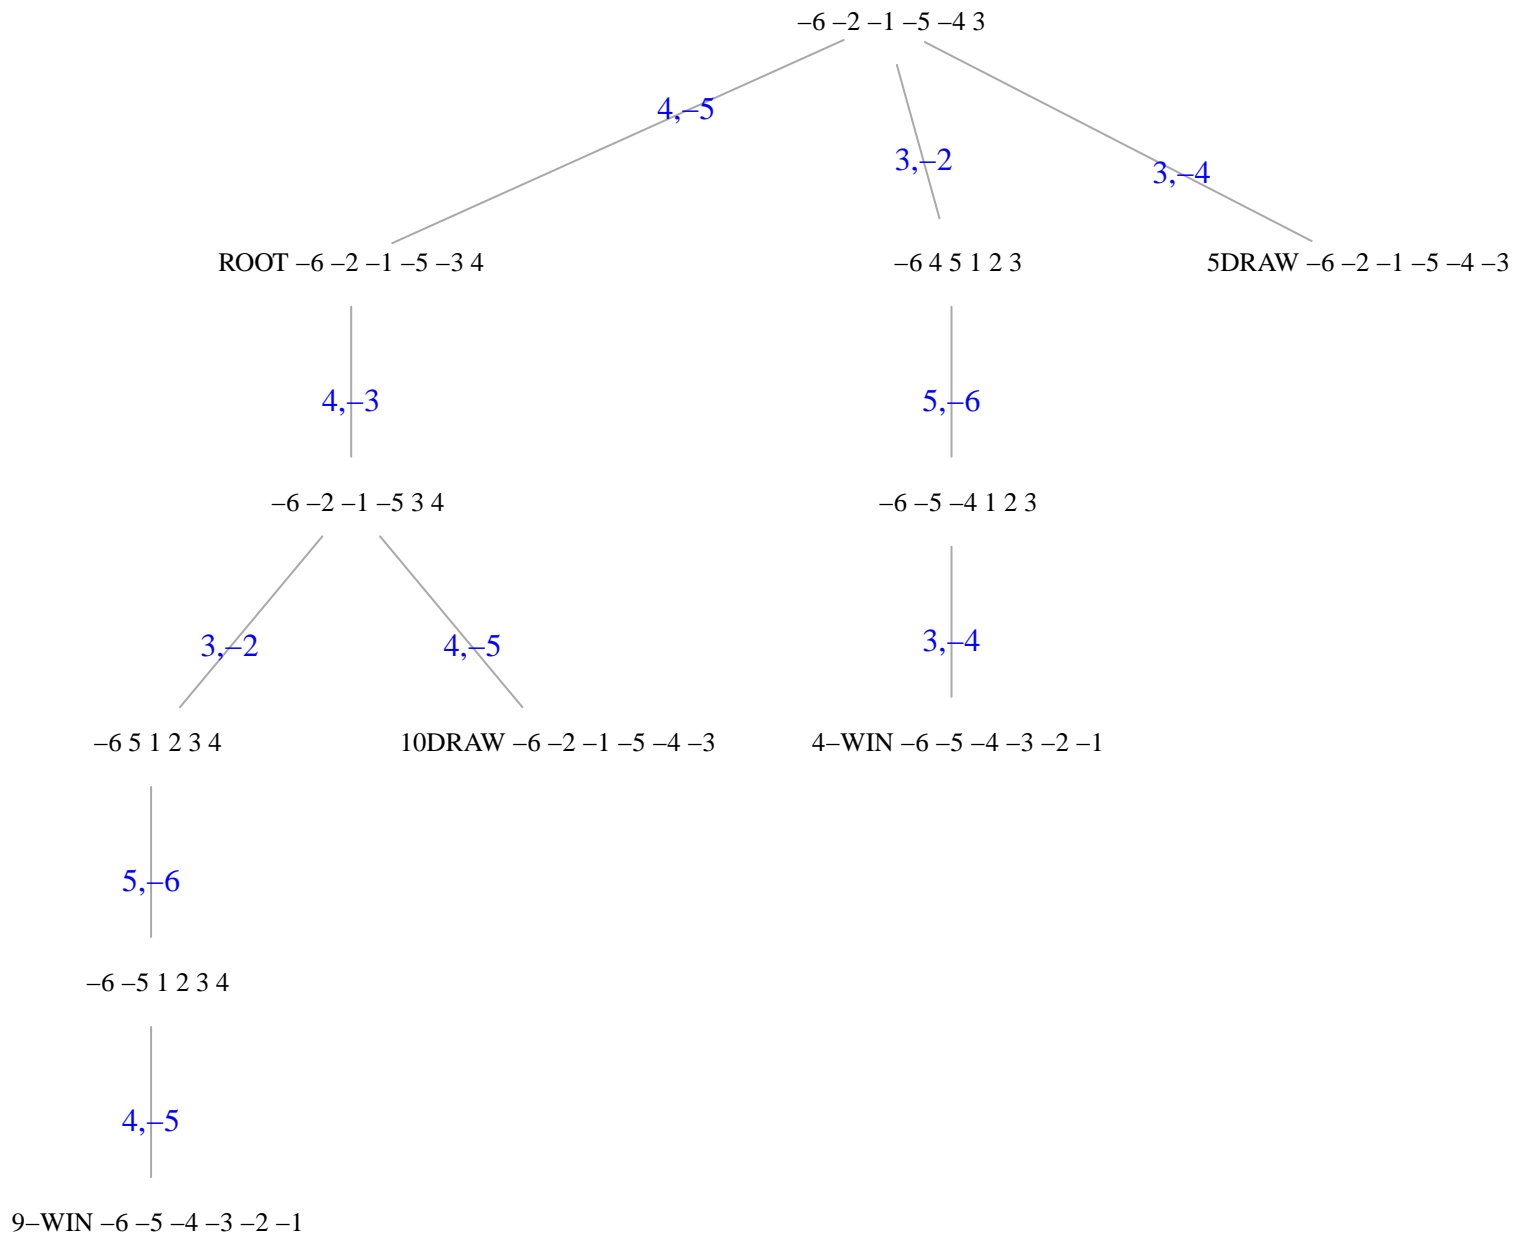 –6 –2 –1 –5 –4 3
4,–5
3,–2
3,–4
ROOT –6 –2 –1 –5 –3 4
–6 4 5 1 2 3
5DRAW –6 –2 –1 –5 –4 –3
4,–3
5,–6
–6 –2 –1 –5 3 4
–6 –5 –4 1 2 3
3,–2
4,–5
3,–4
–6 5 1 2 3 4
10DRAW –6 –2 –1 –5 –4 –3
4–WIN –6 –5 –4 –3 –2 –1
5,–6
–6 –5 1 2 3 4
4,–5
9–WIN –6 –5 –4 –3 –2 –1